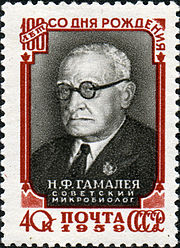 100 ЛЕТ СО ДНЯ РОЖДЕНИЯ
Н.Ф. ГАМАЛЕЯ
СОВЕТСКИЙ
МИКРОБИОЛОГ
40К ПОЧТА СССР
1959